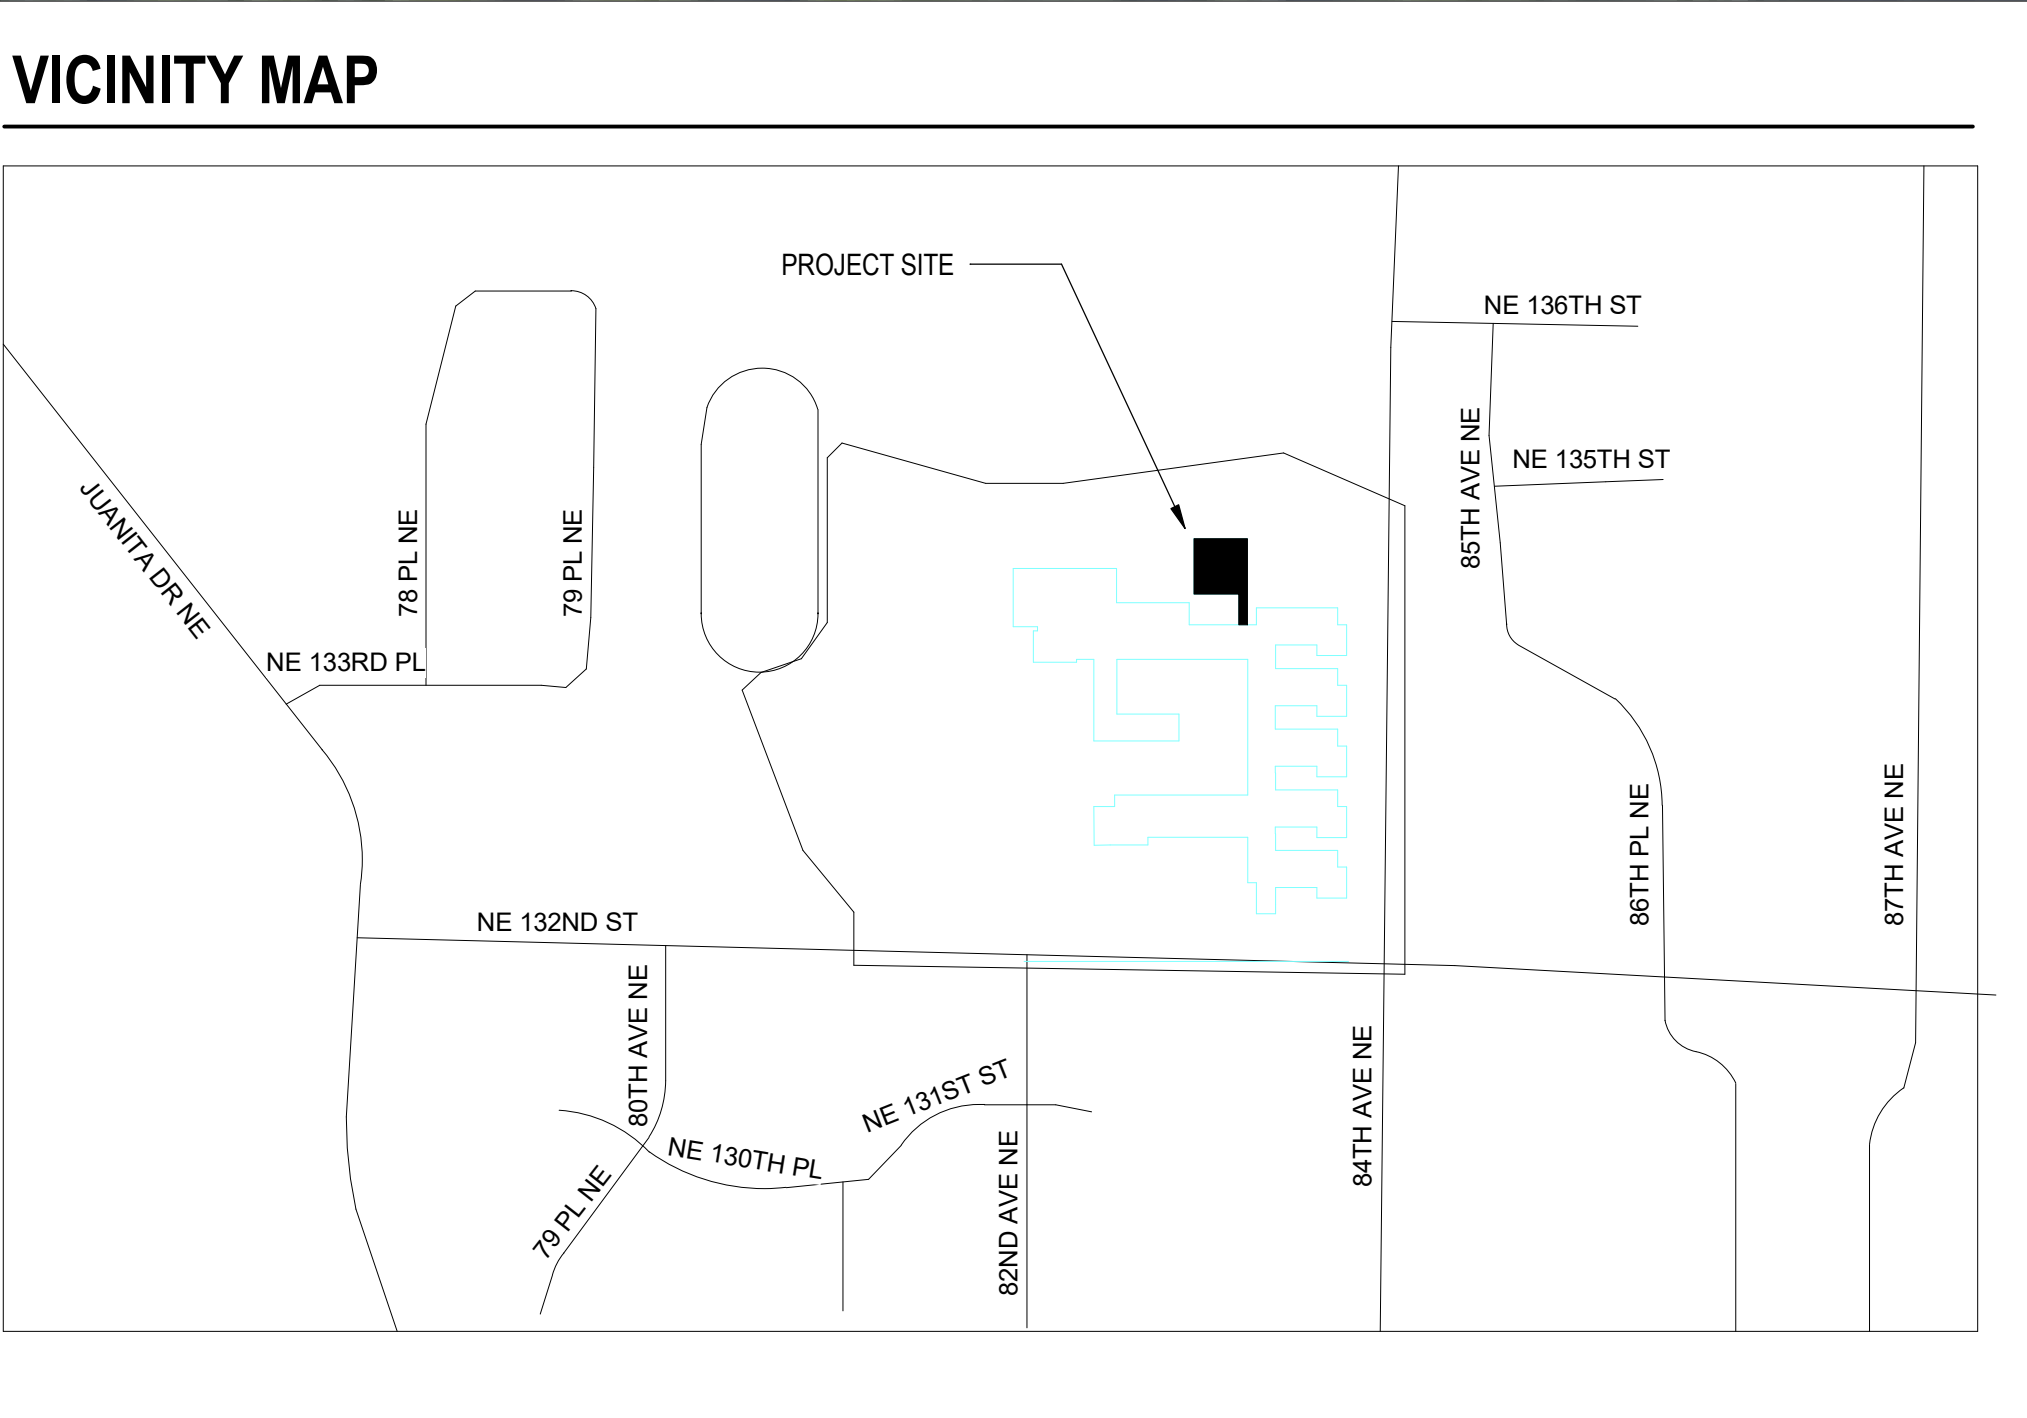 VICINITY MAP
PROJECT SITE
NE 136TH ST
85TH AVE NE
NE 135TH ST
JUANITA DR NE
78 PL NE
79 PL NE
NE 133RD PL
86TH PL NE
87TH AVE NE
NE 132ND ST
80TH AVE NE
NE 131ST ST
84TH AVE NE
NE 130TH PL
79 PL NE
82ND AVE NE